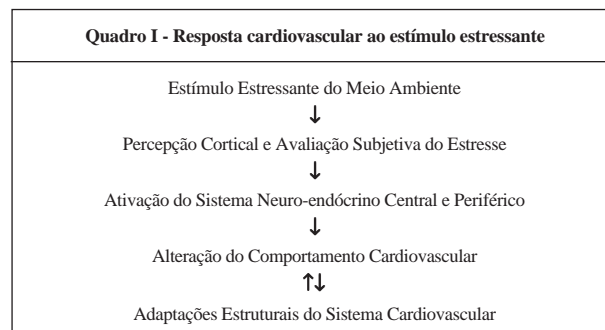 Quadro I - Resposta cardiovascular ao estímulo estressante
Estímulo Estressante do Meio Ambiente
↓
Percepção Cortical e Avaliação Subjetiva do Estresse
↓
Ativação do Sistema Neuro-endócrino Central e Periférico
↓
Alteração do Comportamento Cardiovascular
↑↓
Adaptações Estruturais do Sistema Cardiovascular